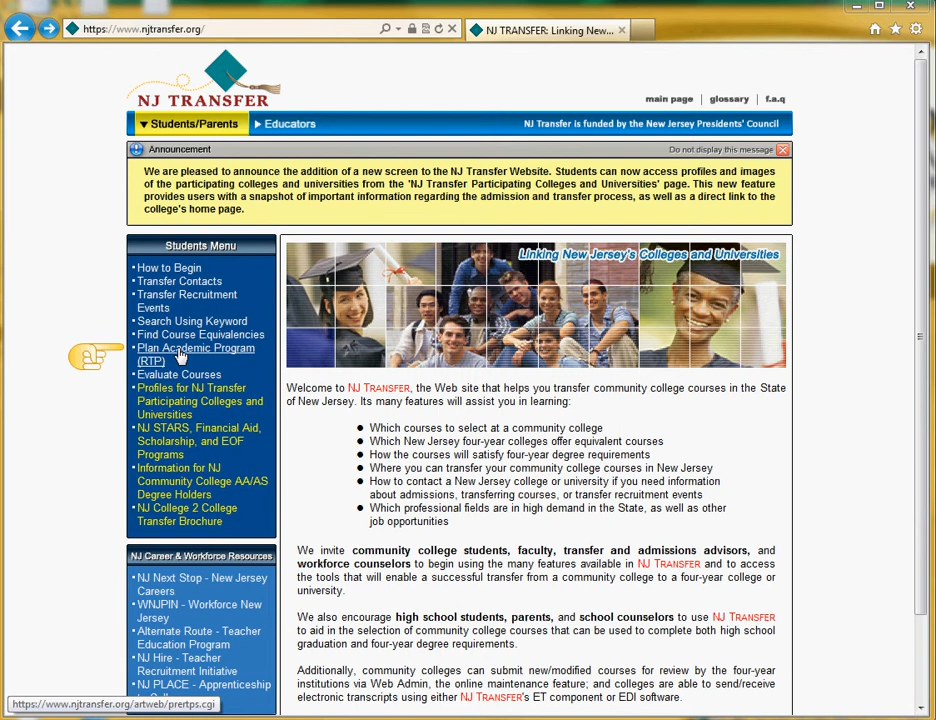 https://www.njtransfer.org/
NJ TRANSFER: Linking New...
NJ TRANSFER
main page | glossary | f.a.q
Students/Parents
Educators
NJ Transfer is funded by the New Jersey Presidents' Council
Announcement
Do not display this message
We are pleased to announce the addition of a new screen to the NJ Transfer Website. Students can now access profiles and images
of the participating colleges and universities from the 'NJ Transfer Participating Colleges and Universities' page. This new feature
provides users with a snapshot of important information regarding the admission and transfer process, as well as a direct link to the
college's home page.
Students Menu
• How to Begin
• Transfer Contacts
• Transfer Recruitment
Events
• Search Using Keyword
• Find Course Equivalencies
• Plan Academic Program
(RTP)
• Evaluate Courses
• Profiles for NJ Transfer
Participating Colleges and
Universities
• NJ STARS, Financial Aid,
Scholarship, and EOF
Programs
• Information for NJ
Community College AA/AS
Degree Holders
• NJ College 2 College
Transfer Brochure
NJ Career & Workforce Resources
• NJ Next Stop - New Jersey
Careers
• WNJPIN - Workforce New
Jersey
• Alternate Route - Teacher
Education Program
• NJ Hire - Teacher
Recruitment Initiative
• NJ PLACE - Apprenticeship
Linking New Jersey's Colleges and Universities
Welcome to NJ TRANSFER, the Web site that helps you transfer community college courses in the State
of New Jersey. Its many features will assist you in learning:
● Which courses to select at a community college
● Which New Jersey four-year colleges offer equivalent courses
● How the courses will satisfy four-year degree requirements
● Where you can transfer your community college courses in New Jersey
● How to contact a New Jersey college or university if you need information
about admissions, transferring courses, or transfer recruitment events
● Which professional fields are in high demand in the State, as well as other
job opportunities
We invite community college students, faculty, transfer and admissions advisors, and
workforce counselors to begin using the many features available in NJ TRANSFER and to access
the tools that will enable a successful transfer from a community college to a four-year college or
university.
We also encourage high school students, parents, and school counselors to use NJ TRANSFER
to aid in the selection of community college courses that can be used to complete both high school
graduation and four-year degree requirements.
Additionally, community colleges can submit new/modified courses for review by the four-year
institutions via Web Admin, the online maintenance feature; and colleges are able to send/receive
electronic transcripts using either NJ TRANSFER's ET component or EDI software.
https://www.njtransfer.org/artweb/prertps.cgi